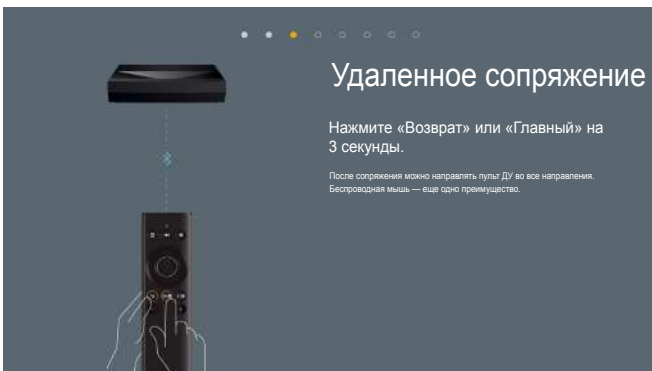 Удаленное сопряжение
Нажмите «Возврат» или «Главный» на
3 секунды.
После сопряжения можно направлять пульт ДУ во все направления.
Беспроводная мышь — еще одно преимущество.